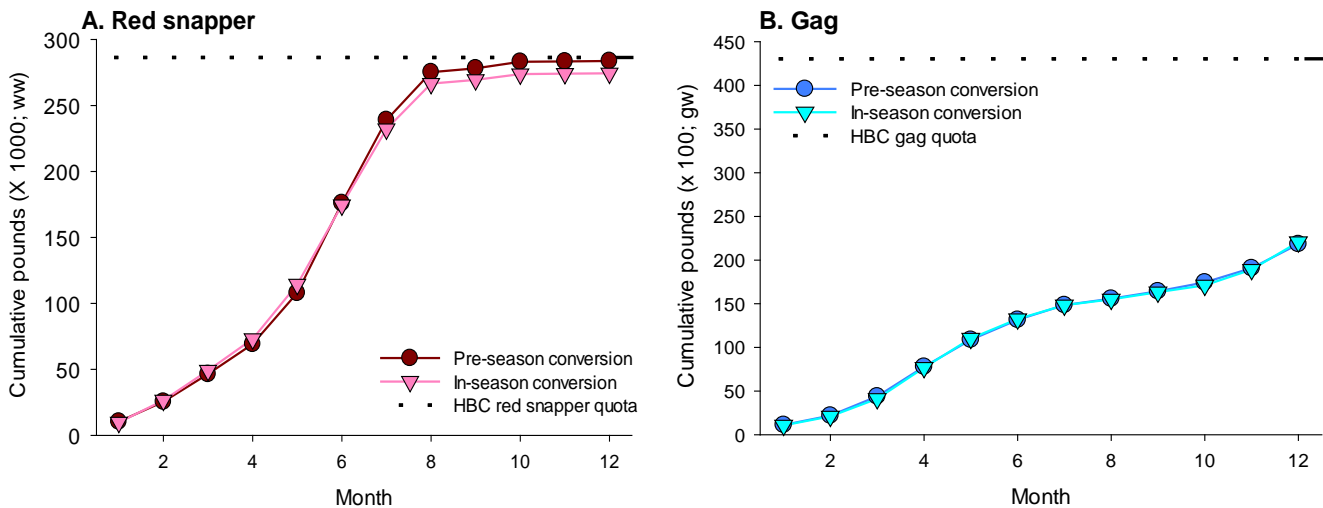 A. Red snapper
300
250
200
150
100
50
0
Cumulative pounds (X 1000; ww)
Pre-season conversion
In-season conversion
HBC red snapper quota
2 4 6 8 10 12
Month
B. Gag
450
400
350
300
250
200
150
100
50
0
Cumulative pounds (x 100; gw)
Pre-season conversion
In-season conversion
HBC gag quota
2 4 6 8 10 12
Month